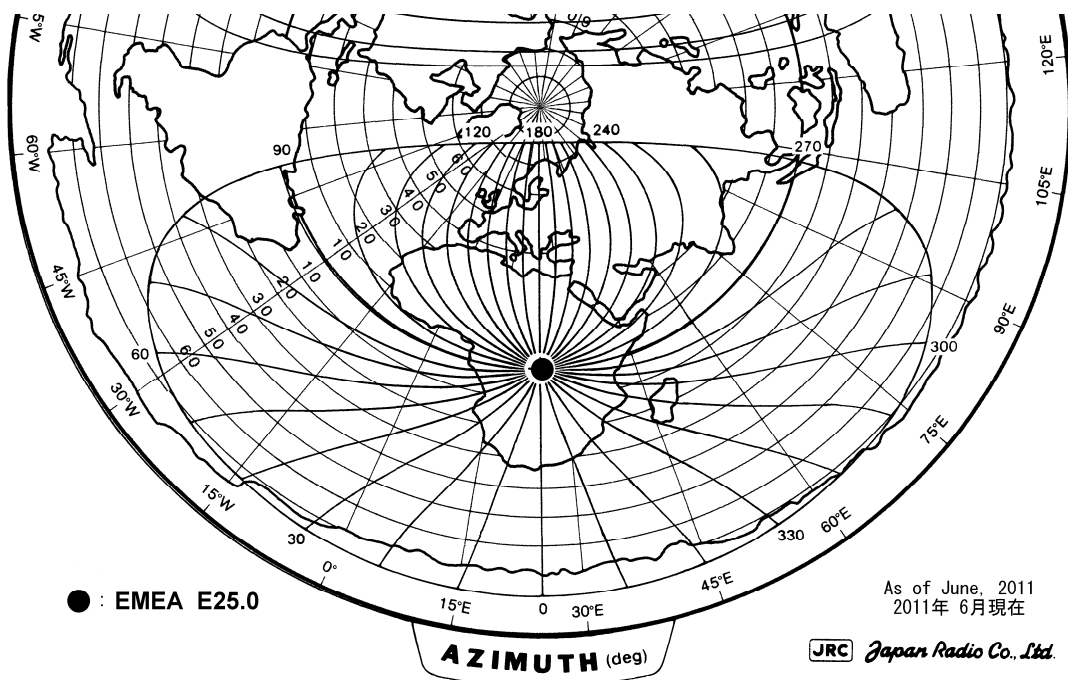 5°W
120°E
60°W
120
180
240
90
270
60
50
40
30
20
10
105°E
10
20
30
40
50
60
45°W
90°E
60
300
30°W
75°E
15°W
30
330
60°E
0°
45°E
● : EMEA E25.0
15°E
0
30°E
As of June, 2011
2011年 6月現在
AZIMUTH (deg)
JRC Japan Radio Co., Ltd.